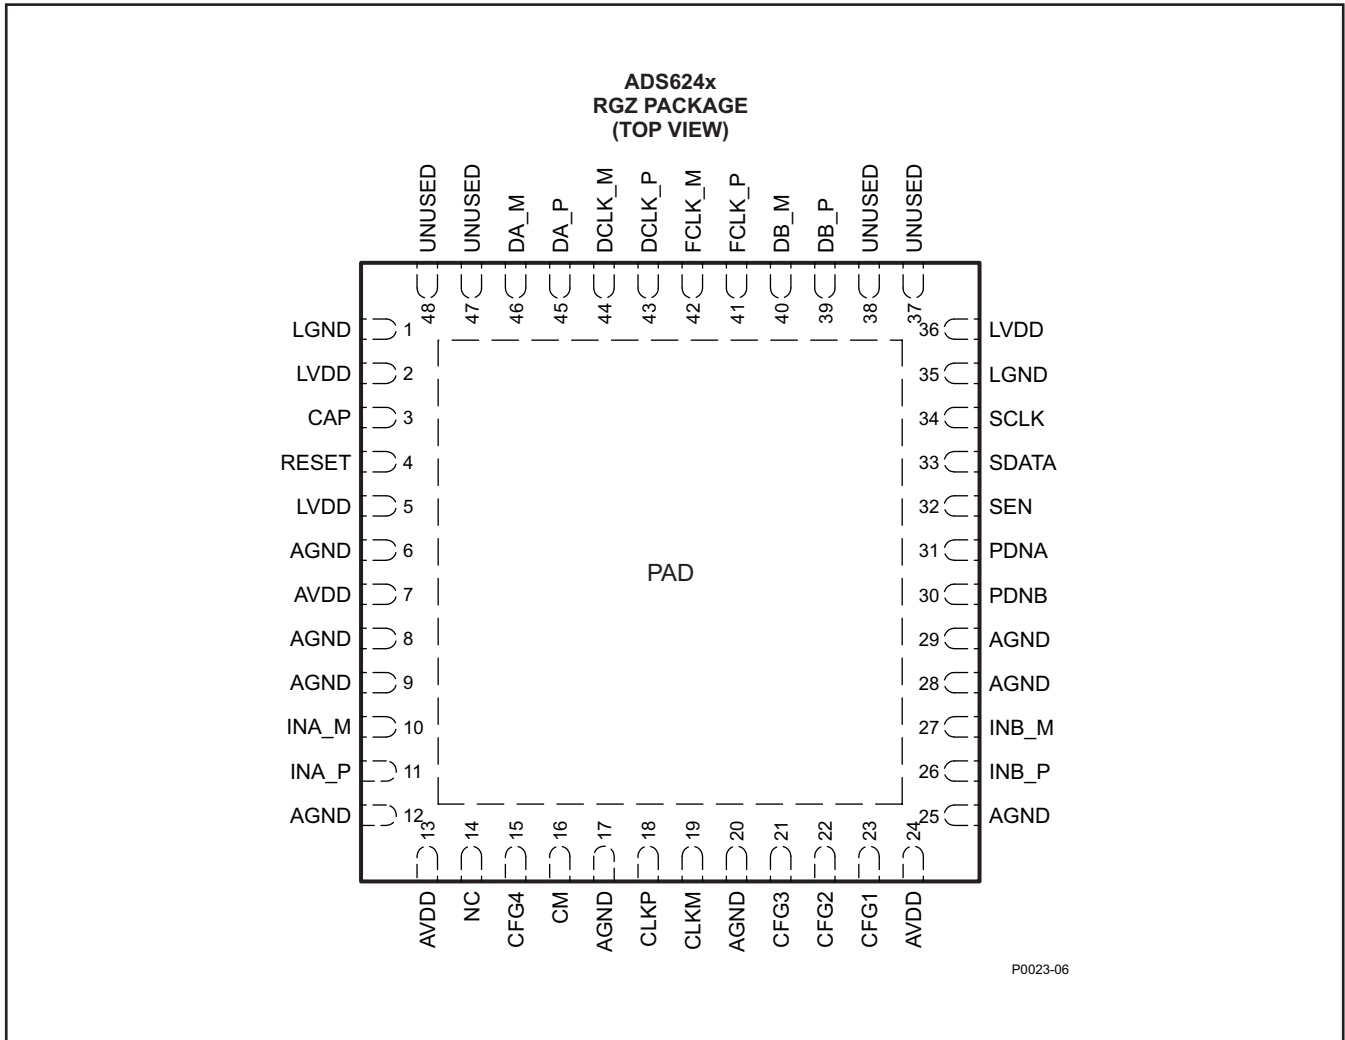 ADS624x
RGZ PACKAGE
(TOP VIEW)
UNUSED
UNUSED
DA_M
DA_P
DCLK_M
DCLK_P
FCLK_M
FCLK_P
DB_M
DB_P
UNUSED
UNUSED
48
47
46
45
44
43
42
41
40
39
38
37
LGND 1
LVDD 2
CAP 3
RESET 4
LVDD 5
AGND 6
AVDD 7
AGND 8
AGND 9
INA_M 10
INA_P 11
AGND 12
PAD
36 LVDD
35 LGND
34 SCLK
33 SDATA
32 SEN
31 PDNA
30 PDNB
29 AGND
28 AGND
27 INB_M
26 INB_P
25 AGND
13
14
15
16
17
18
19
20
21
22
23
24
AVDD
NC
CFG4
CM
AGND
CLKP
CLKM
AGND
CFG3
CFG2
CFG1
AVDD
P0023-06